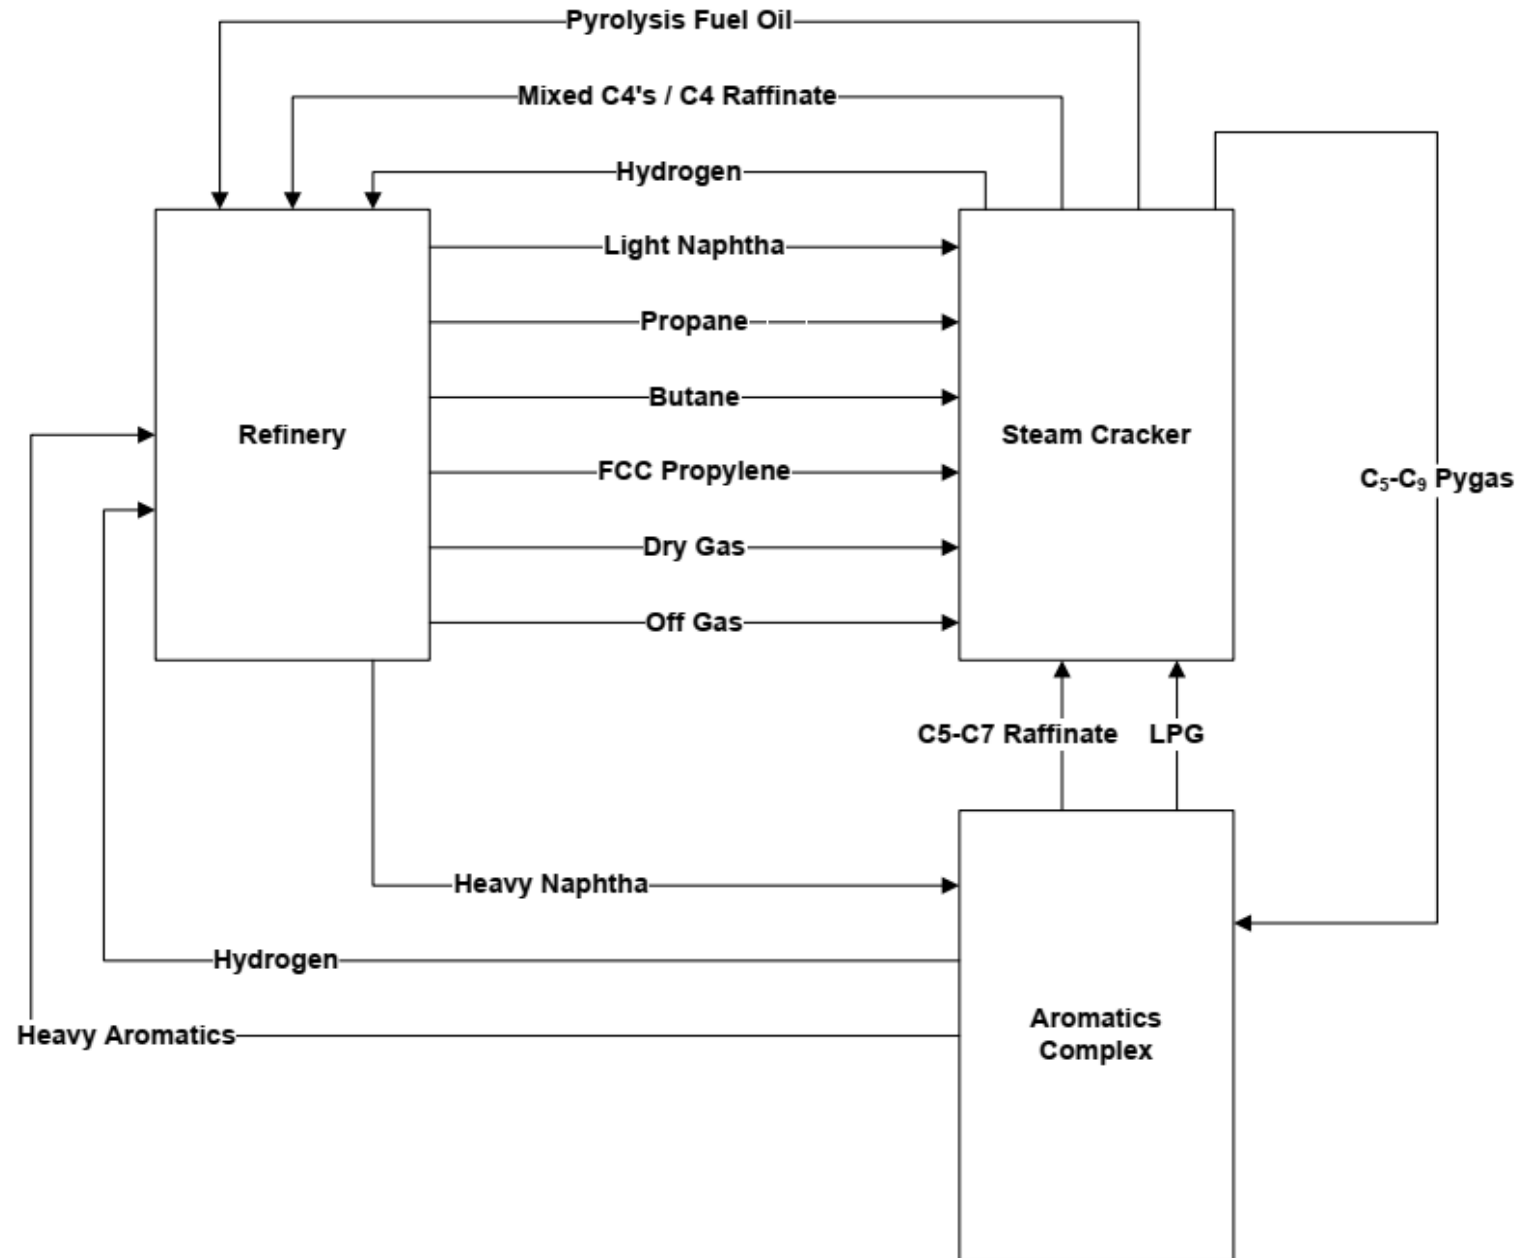 Pyrolysis Fuel Oil
Mixed C4's / C4 Raffinate
Hydrogen
Light Naphtha
Propane
Butane
Refinery
Steam Cracker
FCC Propylene
C₅-C₉ Pygas
Dry Gas
Off Gas
C5-C7 Raffinate
LPG
Heavy Naphtha
Hydrogen
Heavy Aromatics
Aromatics
Complex